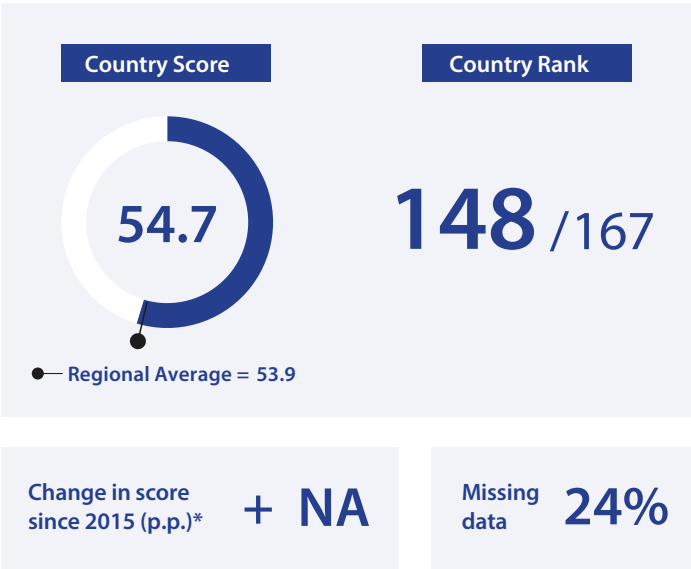 Country Score
Country Rank
54.7
148 /167
Regional Average = 53.9
Change in score
since 2015 (p.p.)*
+ NA
Missing
data
24%